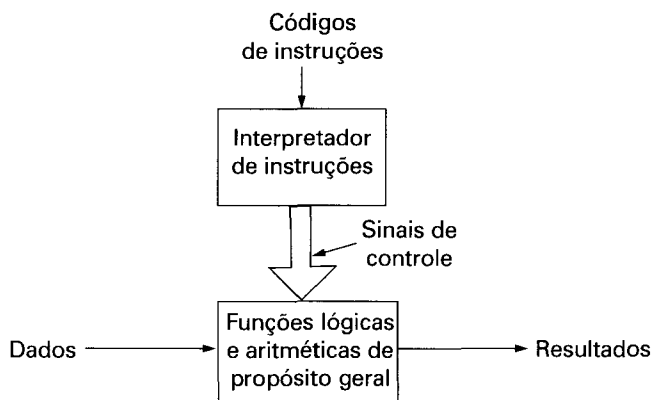 Códigos
de instruções
Interpretador
de instruções
Sinais de
controle
Funções lógicas
e aritméticas de
propósito geral
Dados
Resultados